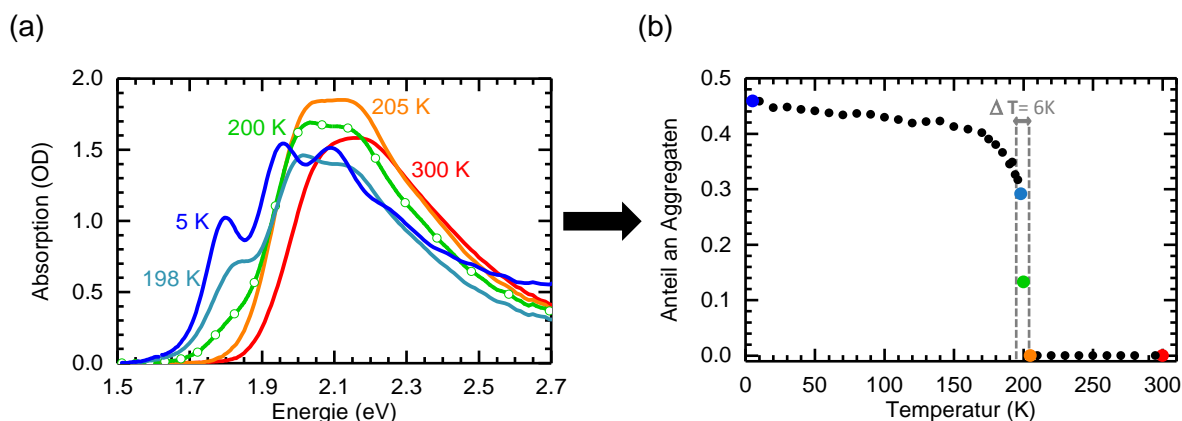 (a)
(b)
2.0
1.5
1.0
0.5
0.0
Absorption (OD)
205 K
200 K
300 K
5 K
198 K
1.5
1.7
1.9
2.1
2.3
2.5
2.7
Energie (eV)
0.5
0.4
0.3
0.2
0.1
0.0
Anteil an Aggregaten
Δ T= 6K
0
50
100
150
200
250
300
Temperatur (K)